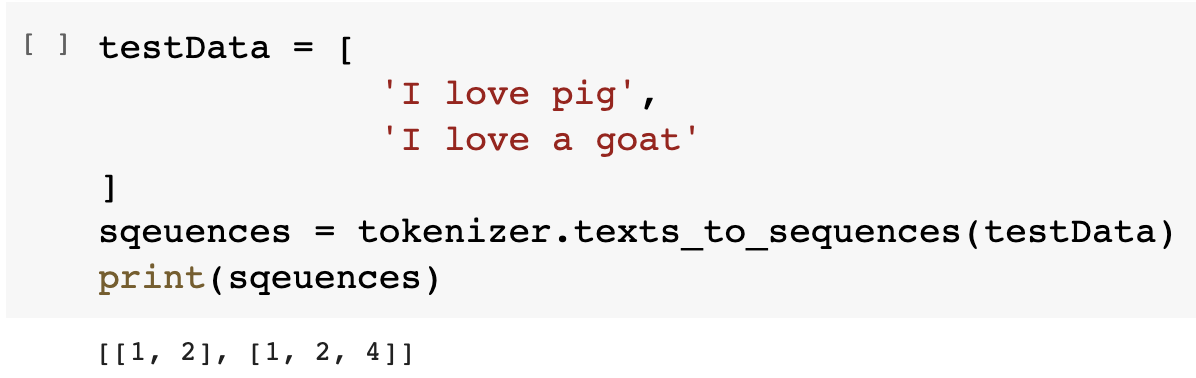 [ ] testData = [
'I love pig',
'I love a goat'
]
sqeuences = tokenizer.texts_to_sequences(testData)
print(sqeuences)
[[1, 2], [1, 2, 4]]